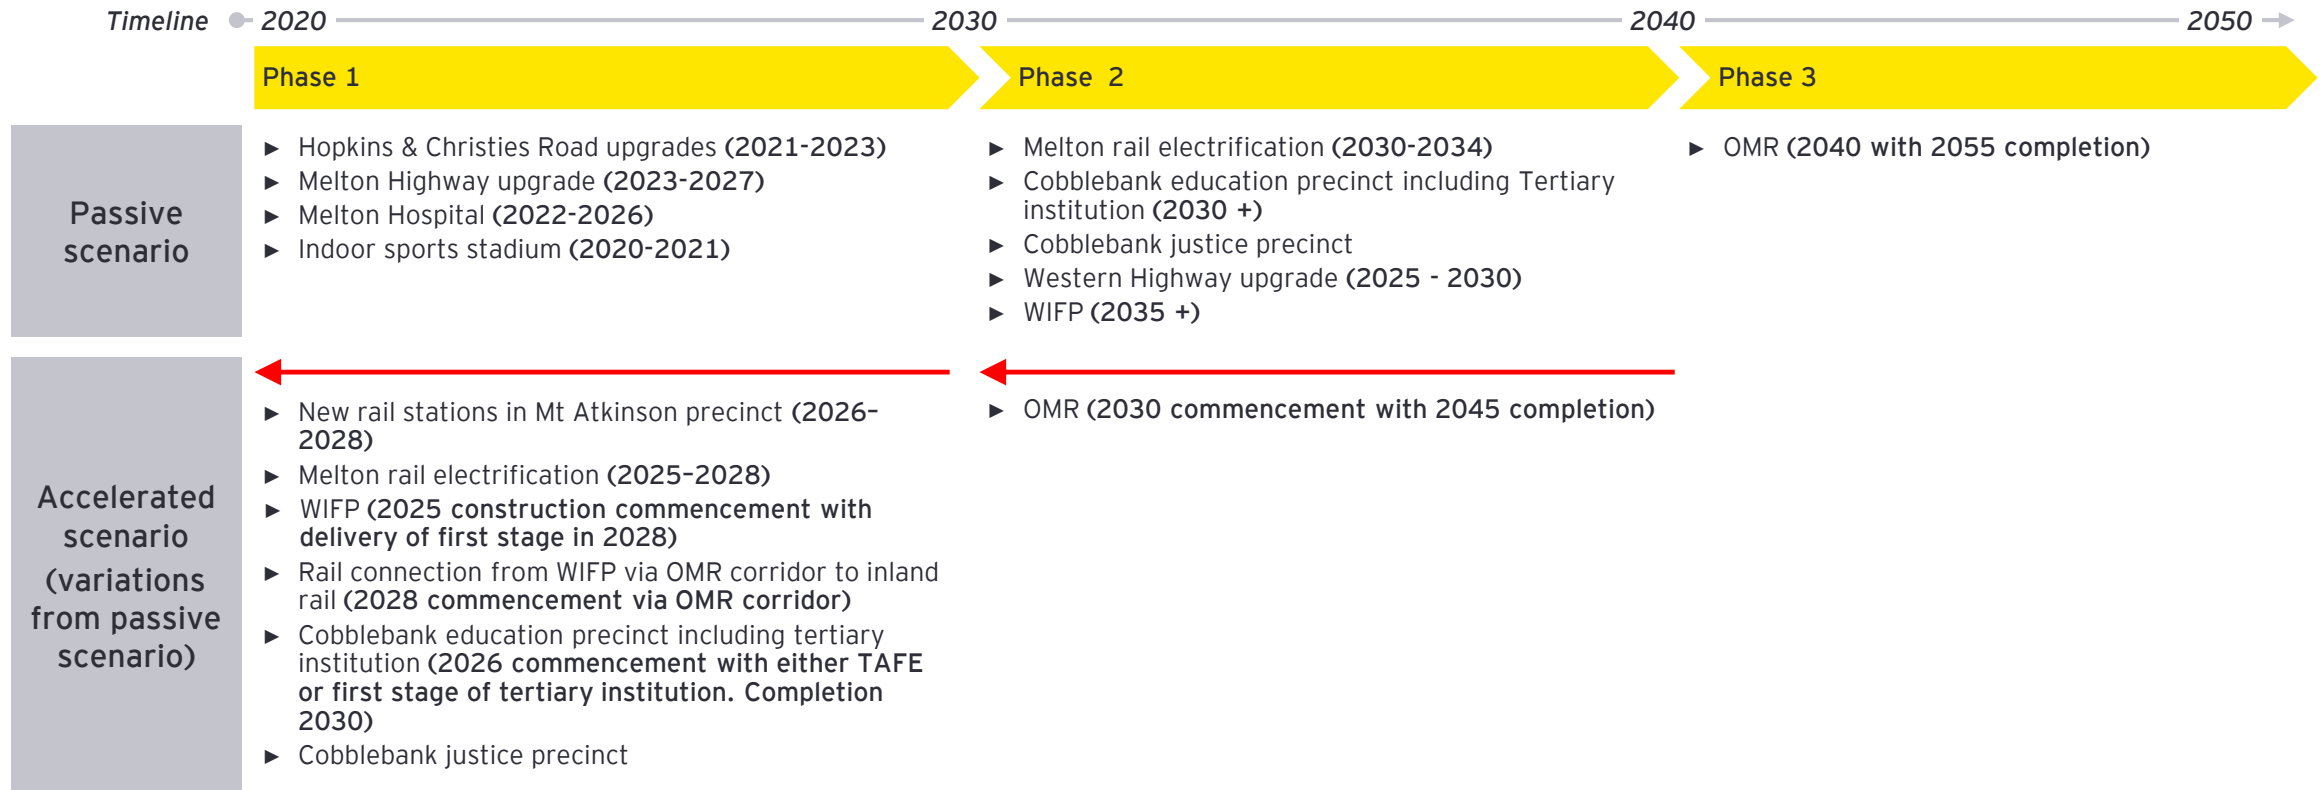 Timeline 2020 2030 2040 2050
Phase 1
Phase 2
Phase 3
Passive
scenario
► Hopkins & Christies Road upgrades (2021-2023)
► Melton Highway upgrade (2023-2027)
► Melton Hospital (2022-2026)
► Indoor sports stadium (2020-2021)
► Melton rail electrification (2030-2034)
► Cobblebank education precinct including Tertiary
institution (2030 +)
► Cobblebank justice precinct
► Western Highway upgrade (2025 - 2030)
► WIFP (2035 +)
► OMR (2040 with 2055 completion)
Accelerated
scenario
(variations
from passive
scenario)
► New rail stations in Mt Atkinson precinct (2026–
2028)
► Melton rail electrification (2025–2028)
► WIFP (2025 construction commencement with
delivery of first stage in 2028)
► Rail connection from WIFP via OMR corridor to inland
rail (2028 commencement via OMR corridor)
► Cobblebank education precinct including tertiary
institution (2026 commencement with either TAFE
or first stage of tertiary institution. Completion
2030)
► Cobblebank justice precinct
► OMR (2030 commencement with 2045 completion)